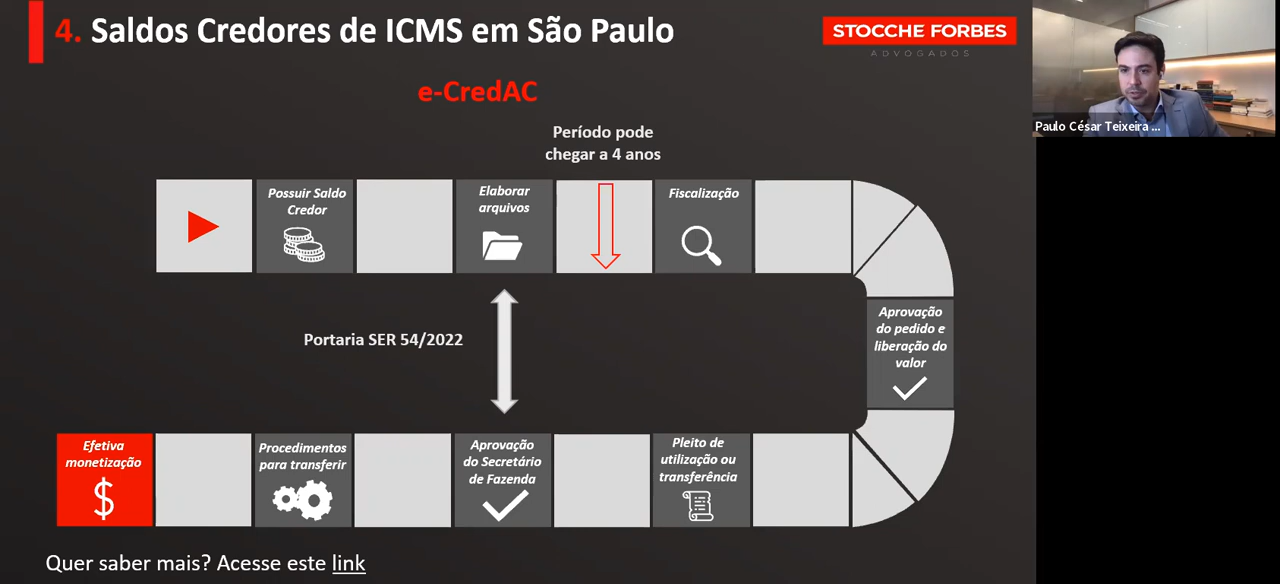 4. Saldos Credores de ICMS em São Paulo
STOCCHE FORBES
ADVOGADOS
Paulo César Teixeira ...
e-CredAC
Período pode
chegar a 4 anos
Possuir Saldo
Credor
Elaborar
arquivos
Fiscalização
Aprovação
do pedido e
liberação do
valor
Portaria SER 54/2022
Efetiva
monetização
$
Procedimentos
para transferir
Aprovação
do Secretário
de Fazenda
Pleito de
utilização ou
transferência
Quer saber mais? Acesse este link